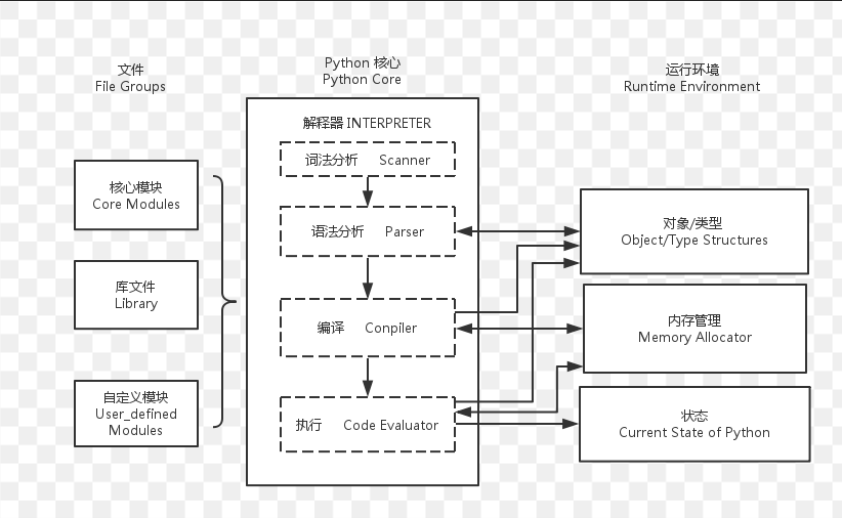 文件
File Groups
Python 核心
Python Core
运行环境
Runtime Environment
核心模块
Core Modules
库文件
Library
自定义模块
User_defined
Modules
解释器 INTERPRETER
词法分析 Scanner
语法分析 Parser
编译 Conpiler
执行 Code Evaluator
对象/类型
Object/Type Structures
内存管理
Memory Allocator
状态
Current State of Python